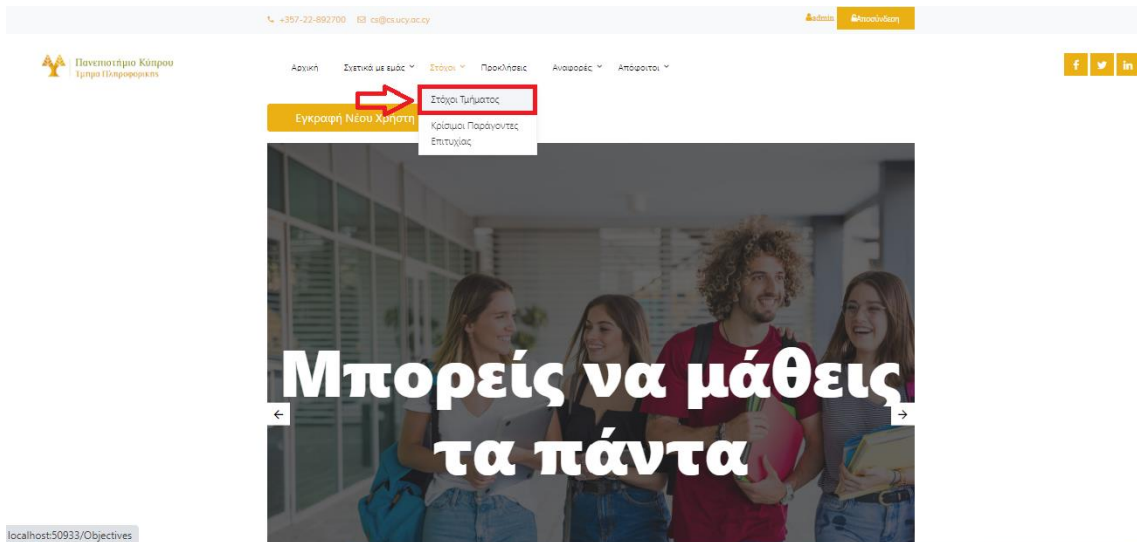 +357-22-892700 cs@cs.ucy.ac.cy admin Αποσύνδεση
Πανεπιστήμιο Κύπρου
Τμήμα Πληροφορικής
Αρχική Σχετικά με εμάς Στόχοι Προκλήσεις Αναφορές Απόφοιτοι
Στόχοι Τμήματος
Εγκραφή Νέου Χρήστη
Κρίσιμοι Παράγοντες
Επιτυχίας
Μπορείς να μάθεις
τα πάντα
localhost:50933/Objectives